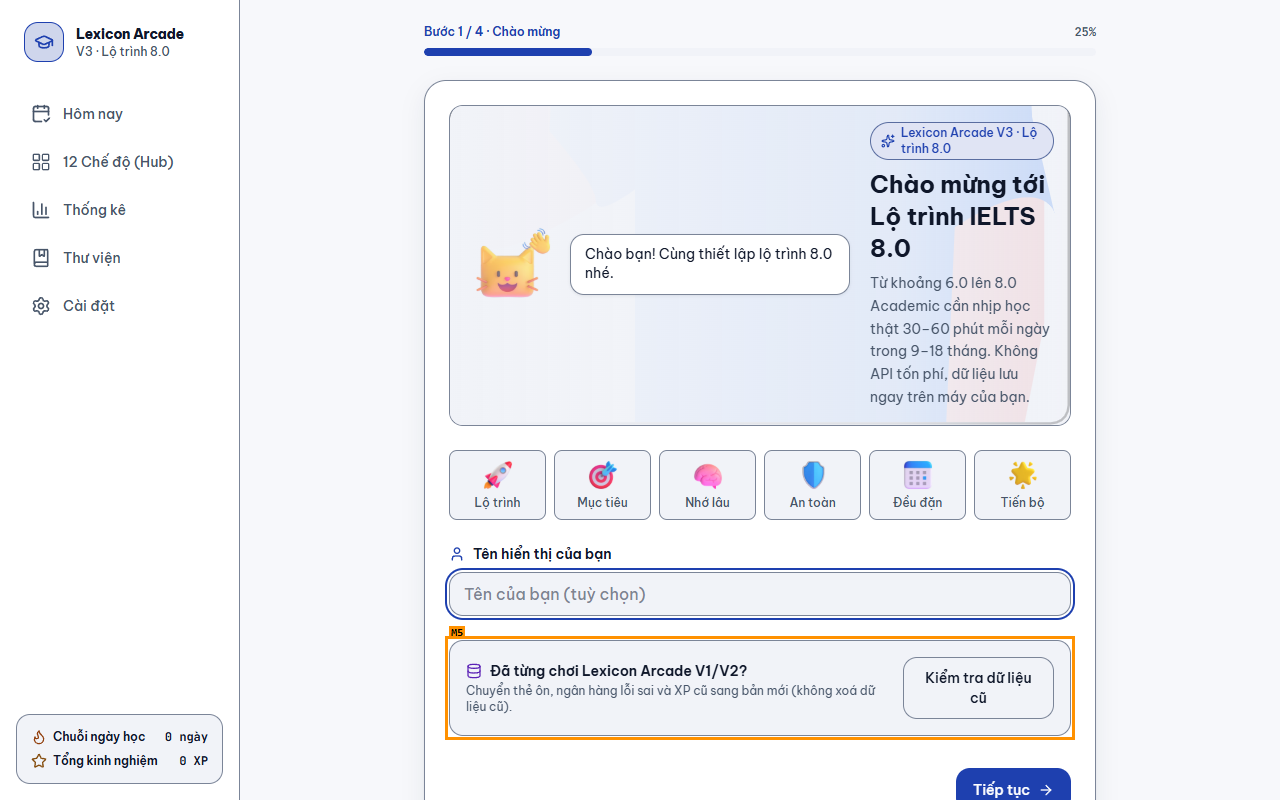 Lexicon Arcade
V3 · Lộ trình 8.0
Hôm nay
12 Chế độ (Hub)
Thống kê
Thư viện
Cài đặt
Chuỗi ngày học 0 ngày
Tổng kinh nghiệm 0 XP
Bước 1 / 4 · Chào mừng 25%
Chào bạn! Cùng thiết lập lộ trình 8.0
nhé.
Lexicon Arcade V3 · Lộ
trình 8.0
Chào mừng tới
Lộ trình IELTS
8.0
Từ khoảng 6.0 lên 8.0
Academic cần nhịp học
thật 30–60 phút mỗi ngày
trong 9–18 tháng. Không
API tốn phí, dữ liệu lưu
ngay trên máy của bạn.
Lộ trình
Mục tiêu
Nhớ lâu
An toàn
Đều đặn
Tiến bộ
Tên hiển thị của bạn
Tên của bạn (tuỳ chọn)
M5
Đã từng chơi Lexicon Arcade V1/V2?
Chuyển thẻ ôn, ngân hàng lỗi sai và XP cũ sang bản mới (không xoá dữ
liệu cũ).
Kiểm tra dữ liệu
cũ
Tiếp tục